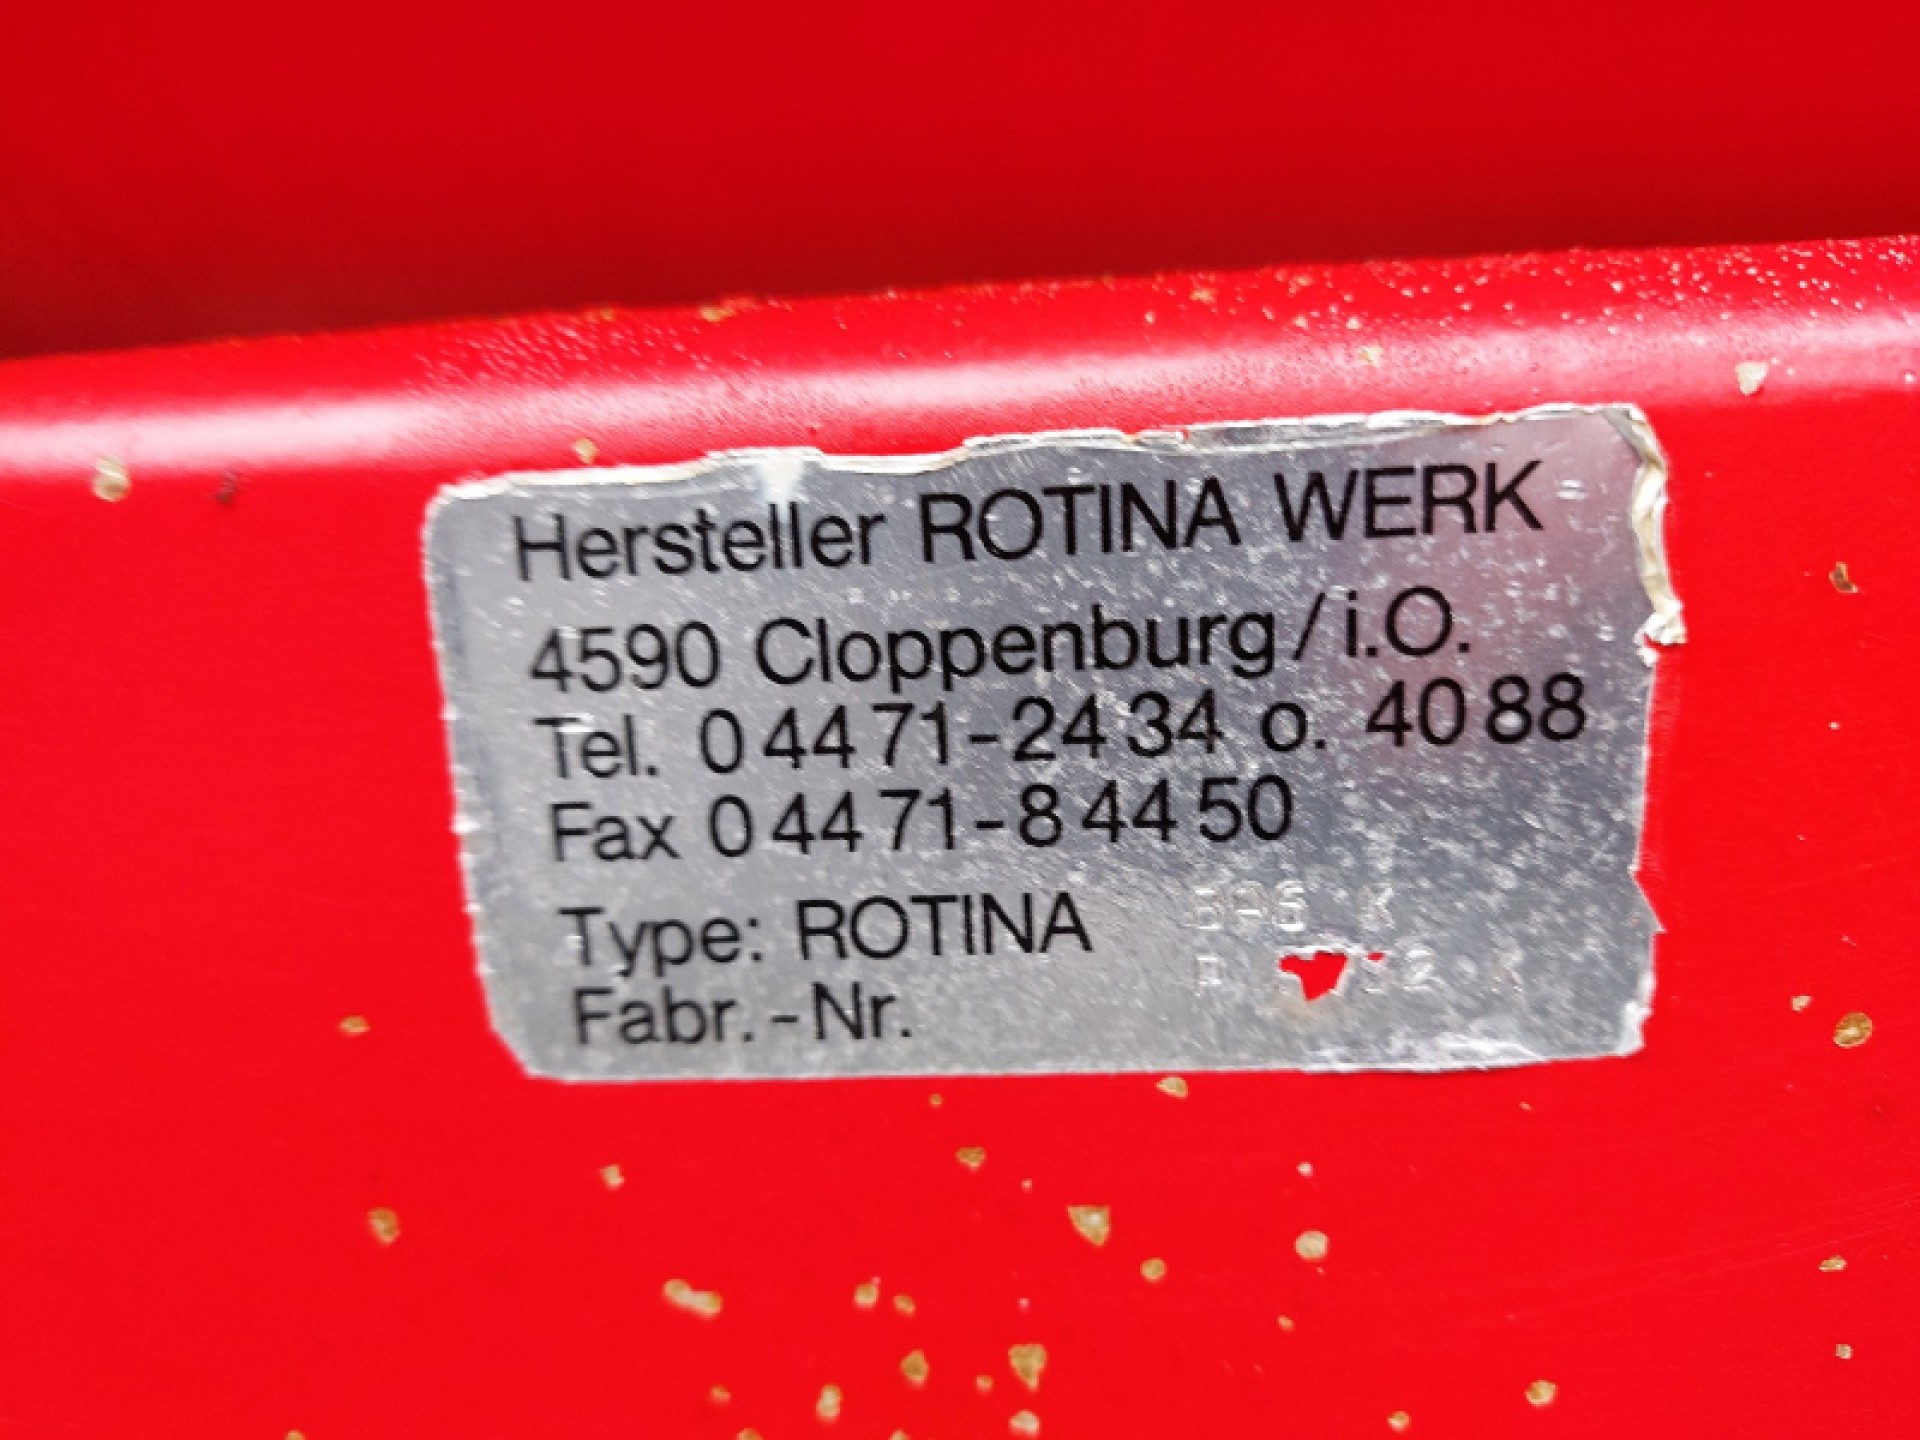 Hersteller ROTINA WERK
4590 Cloppenburg/i.O.
Tel. 0 44 71-24 34 o. 40 88
Fax 0 44 71-8 44 50
Type: ROTINA K
Fabr.-Nr. K